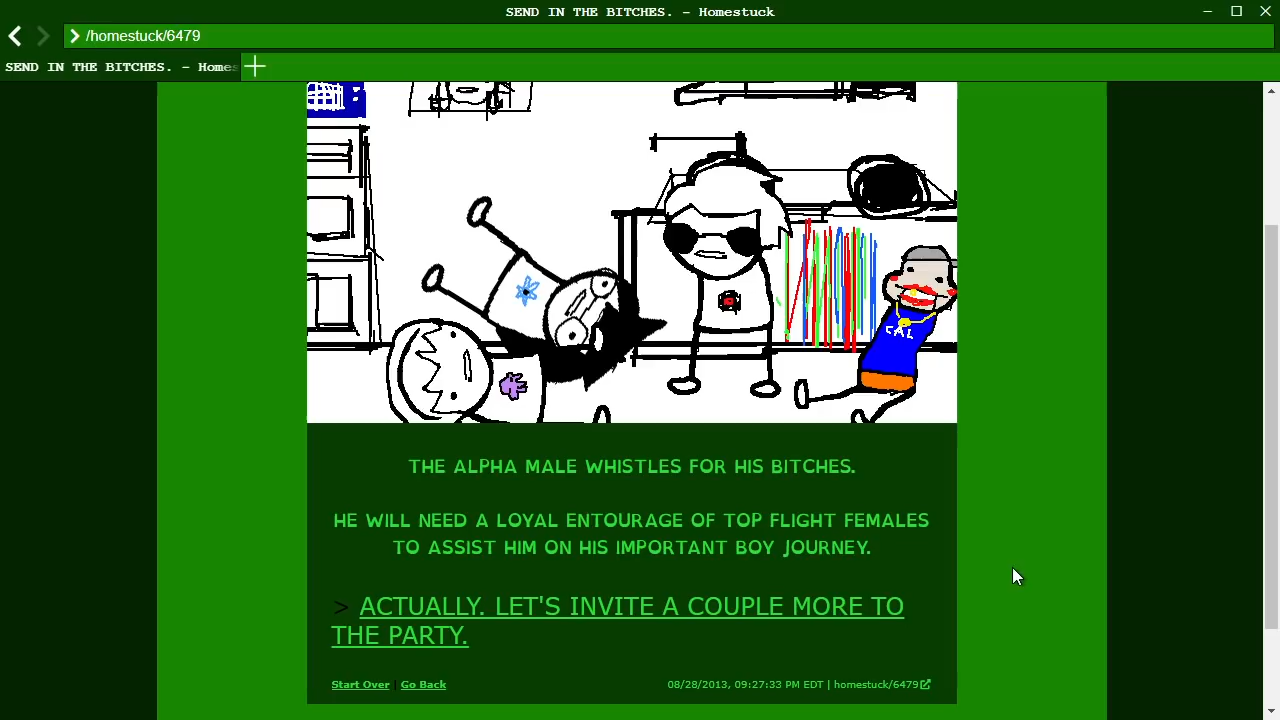 SEND IN THE BITCHES. - Homestuck
/homestuck/6479
SEND IN THE BITCHES. - Homes
CAL
THE ALPHA MALE WHISTLES FOR HIS BITCHES.
HE WILL NEED A LOYAL ENTOURAGE OF TOP FLIGHT FEMALES
TO ASSIST HIM ON HIS IMPORTANT BOY JOURNEY.
> ACTUALLY. LET'S INVITE A COUPLE MORE TO
THE PARTY.
Start Over | Go Back
08/28/2013, 09:27:33 PM EDT | homestuck/6479